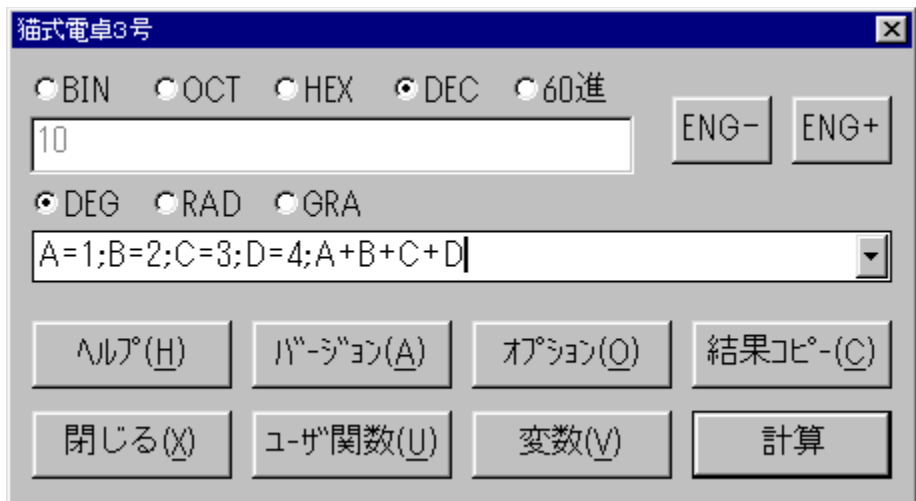 猫式電卓3号
BIN OCT HEX DEC 60進
10
ENG- ENG+
DEG RAD GRA
A=1;B=2;C=3;D=4;A+B+C+D
ﾍﾙﾌﾟ(H) ﾊﾞｰｼﾞｮﾝ(A) ｵﾌﾟｼｮﾝ(O) 結果ｺﾋﾟｰ(C)
閉じる(X) ﾕｰｻﾞ関数(U) 変数(V) 計算